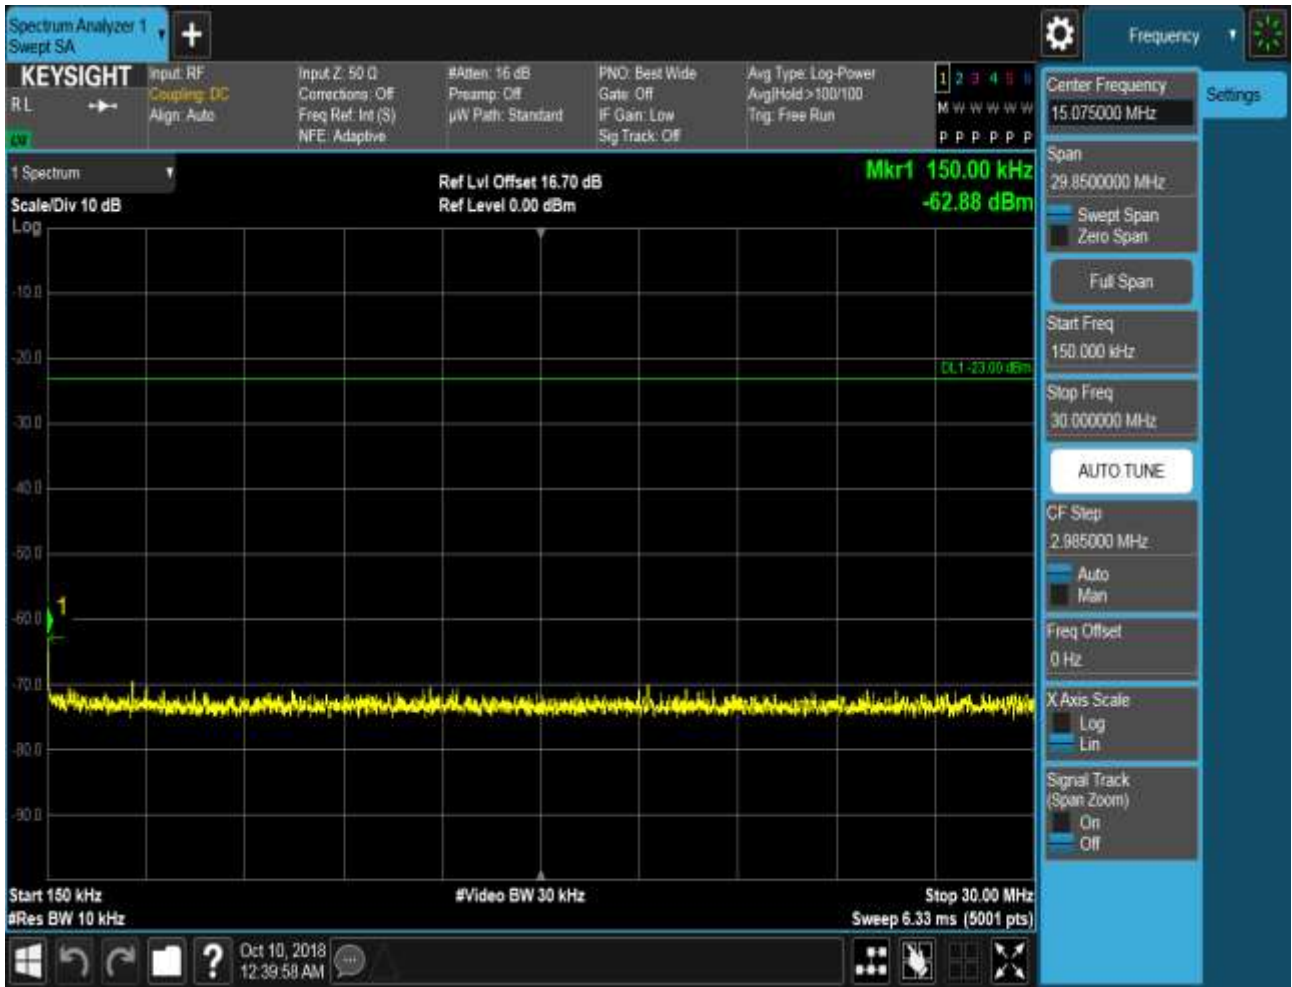 Spectrum Analyzer 1
Swept SA
+
Frequency
KEYSIGHT
RL
Input: RF
Coupling: DC
Align: Auto
Input Z: 50 Ω
Corrections: Off
Freq Ref: Int (S)
NFE: Adaptive
#Atten: 16 dB
Preamp: Off
µW Path: Standard
PNO: Best Wide
Gate: Off
IF Gain: Low
Sig Track: Off
Avg Type: Log-Power
Avg|Hold:>100/100
Trig: Free Run
1 2 3 4 5 6
M W W W W W
P P P P P P
1 Spectrum
Scale/Div 10 dB
Ref Lvl Offset 16.70 dB
Ref Level 0.00 dBm
Mkr1 150.00 kHz
-62.88 dBm
Log
-10.0
-20.0
-30.0
-40.0
-50.0
-60.0
-70.0
-80.0
-90.0
DL1 -23.00 dBm
1
Start 150 kHz
#Res BW 10 kHz
#Video BW 30 kHz
Stop 30.00 MHz
Sweep 6.33 ms (5001 pts)
Center Frequency
15.075000 MHz
Settings
Span
29.8500000 MHz
Swept Span
Zero Span
Full Span
Start Freq
150.000 kHz
Stop Freq
30.000000 MHz
AUTO TUNE
CF Step
2.985000 MHz
Auto
Man
Freq Offset
0 Hz
X Axis Scale
Log
Lin
Signal Track
(Span Zoom)
On
Off
?
Oct 10, 2018
12:39:58 AM